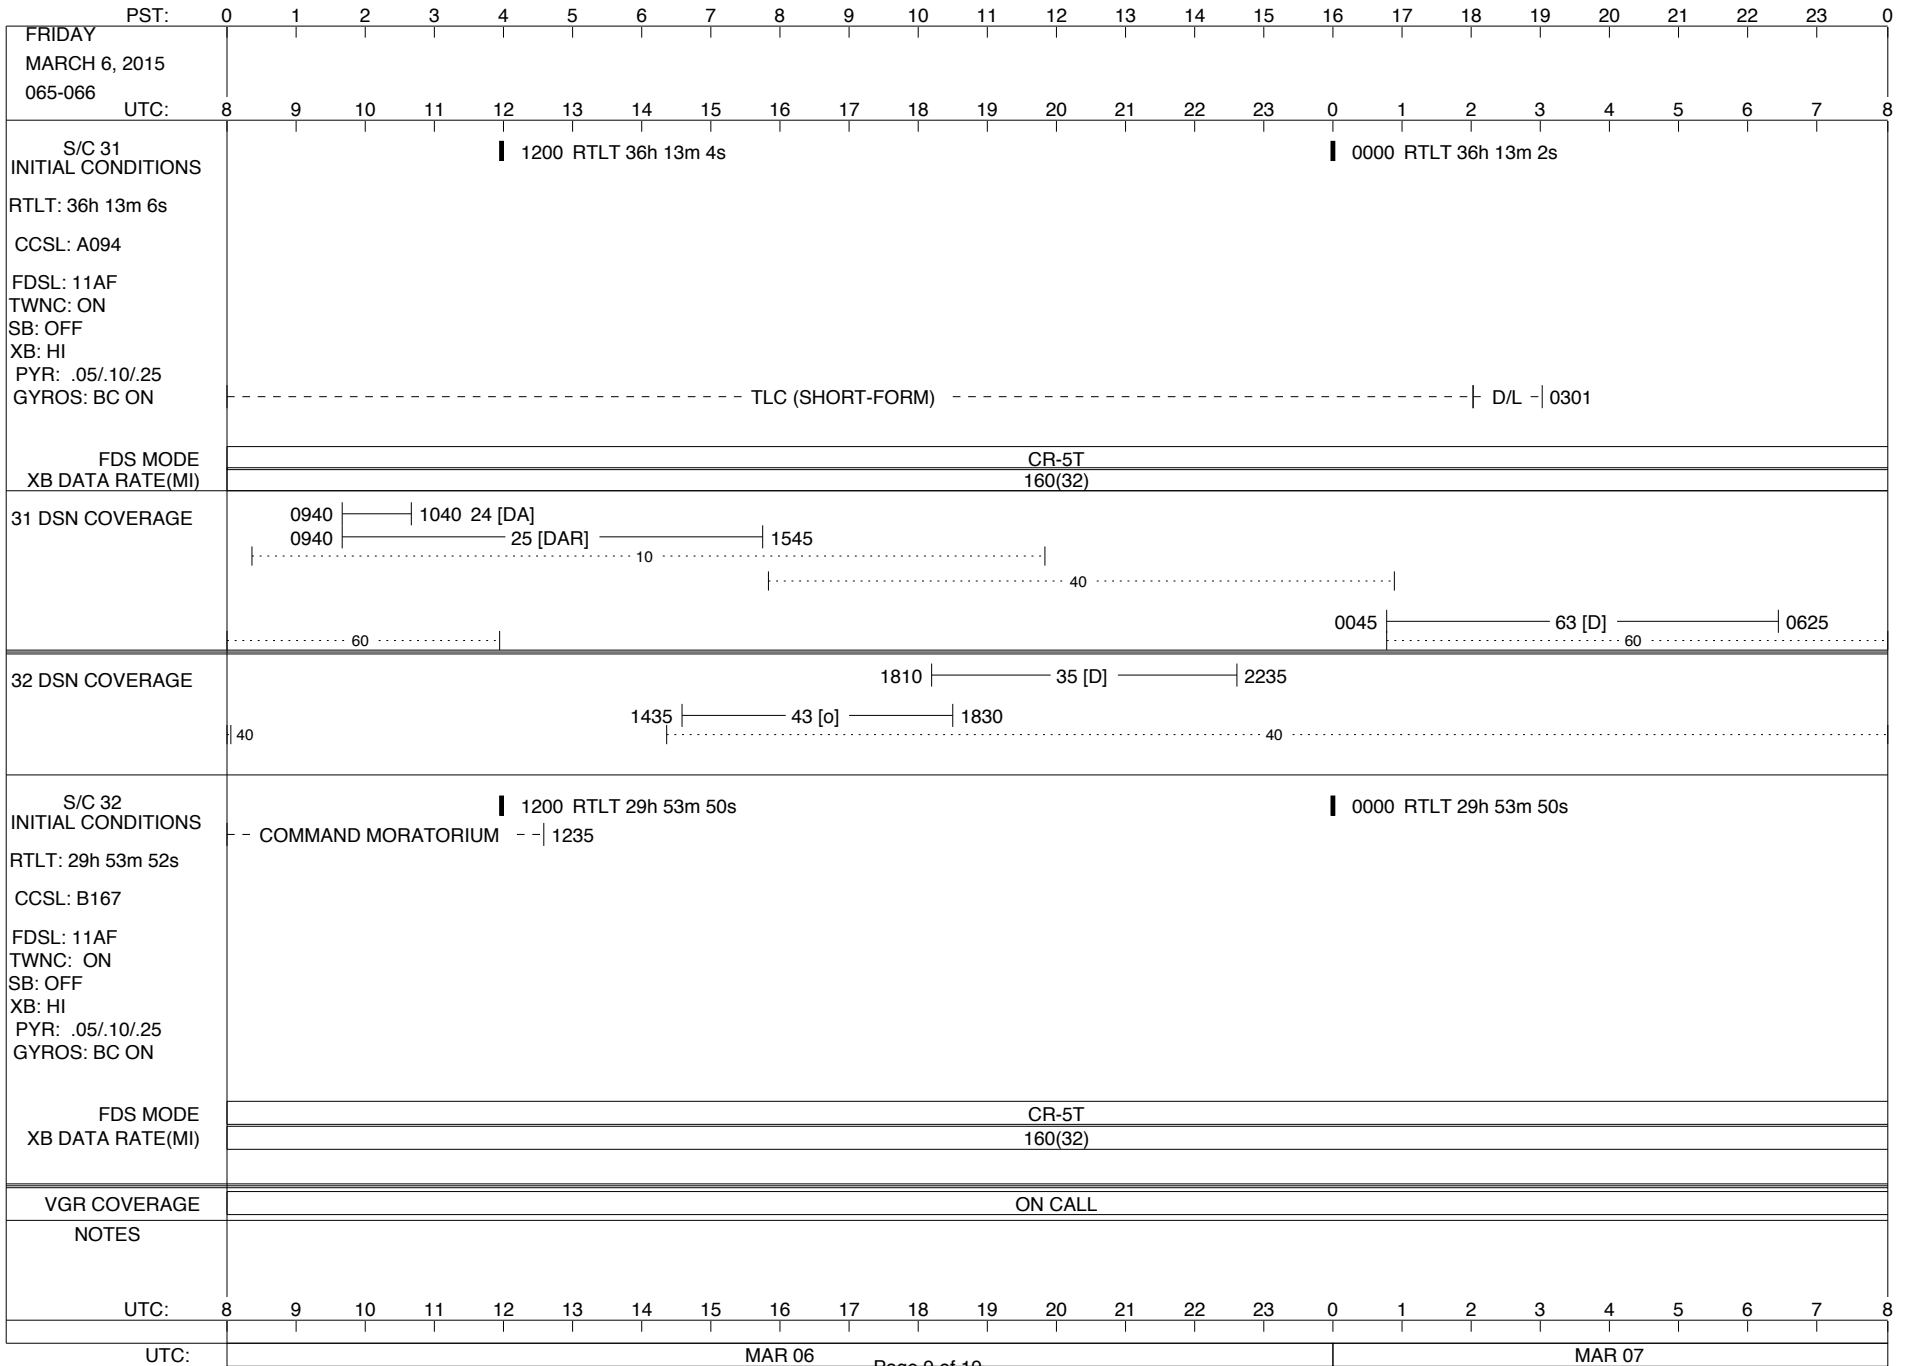 PST: 0 1 2 3 4 5 6 7 8 9 10 11 12 13 14 15 16 17 18 19 20 21 22 23 0
FRIDAY
MARCH 6, 2015
065-066
UTC: 8 9 10 11 12 13 14 15 16 17 18 19 20 21 22 23 0 1 2 3 4 5 6 7 8
S/C 31
INITIAL CONDITIONS
1200 RTLT 36h 13m 4s
0000 RTLT 36h 13m 2s
RTLT: 36h 13m 6s
CCSL: A094
FDSL: 11AF
TWNC: ON
SB: OFF
XB: HI
PYR: .05/.10/.25
GYROS: BC ON
TLC (SHORT-FORM) D/L 0301
FDS MODE CR-5T
XB DATA RATE(MI) 160(32)
31 DSN COVERAGE
0940 1040 24 [DA]
0940 25 [DAR] 1545
10
40
0045 63 [D] 0625
60 60
32 DSN COVERAGE
1810 35 [D] 2235
1435 43 [o] 1830
40 40
S/C 32
INITIAL CONDITIONS
1200 RTLT 29h 53m 50s
0000 RTLT 29h 53m 50s
COMMAND MORATORIUM 1235
RTLT: 29h 53m 52s
CCSL: B167
FDSL: 11AF
TWNC: ON
SB: OFF
XB: HI
PYR: .05/.10/.25
GYROS: BC ON
FDS MODE CR-5T
XB DATA RATE(MI) 160(32)
VGR COVERAGE ON CALL
NOTES
UTC: 8 9 10 11 12 13 14 15 16 17 18 19 20 21 22 23 0 1 2 3 4 5 6 7 8
UTC: MAR 06 MAR 07